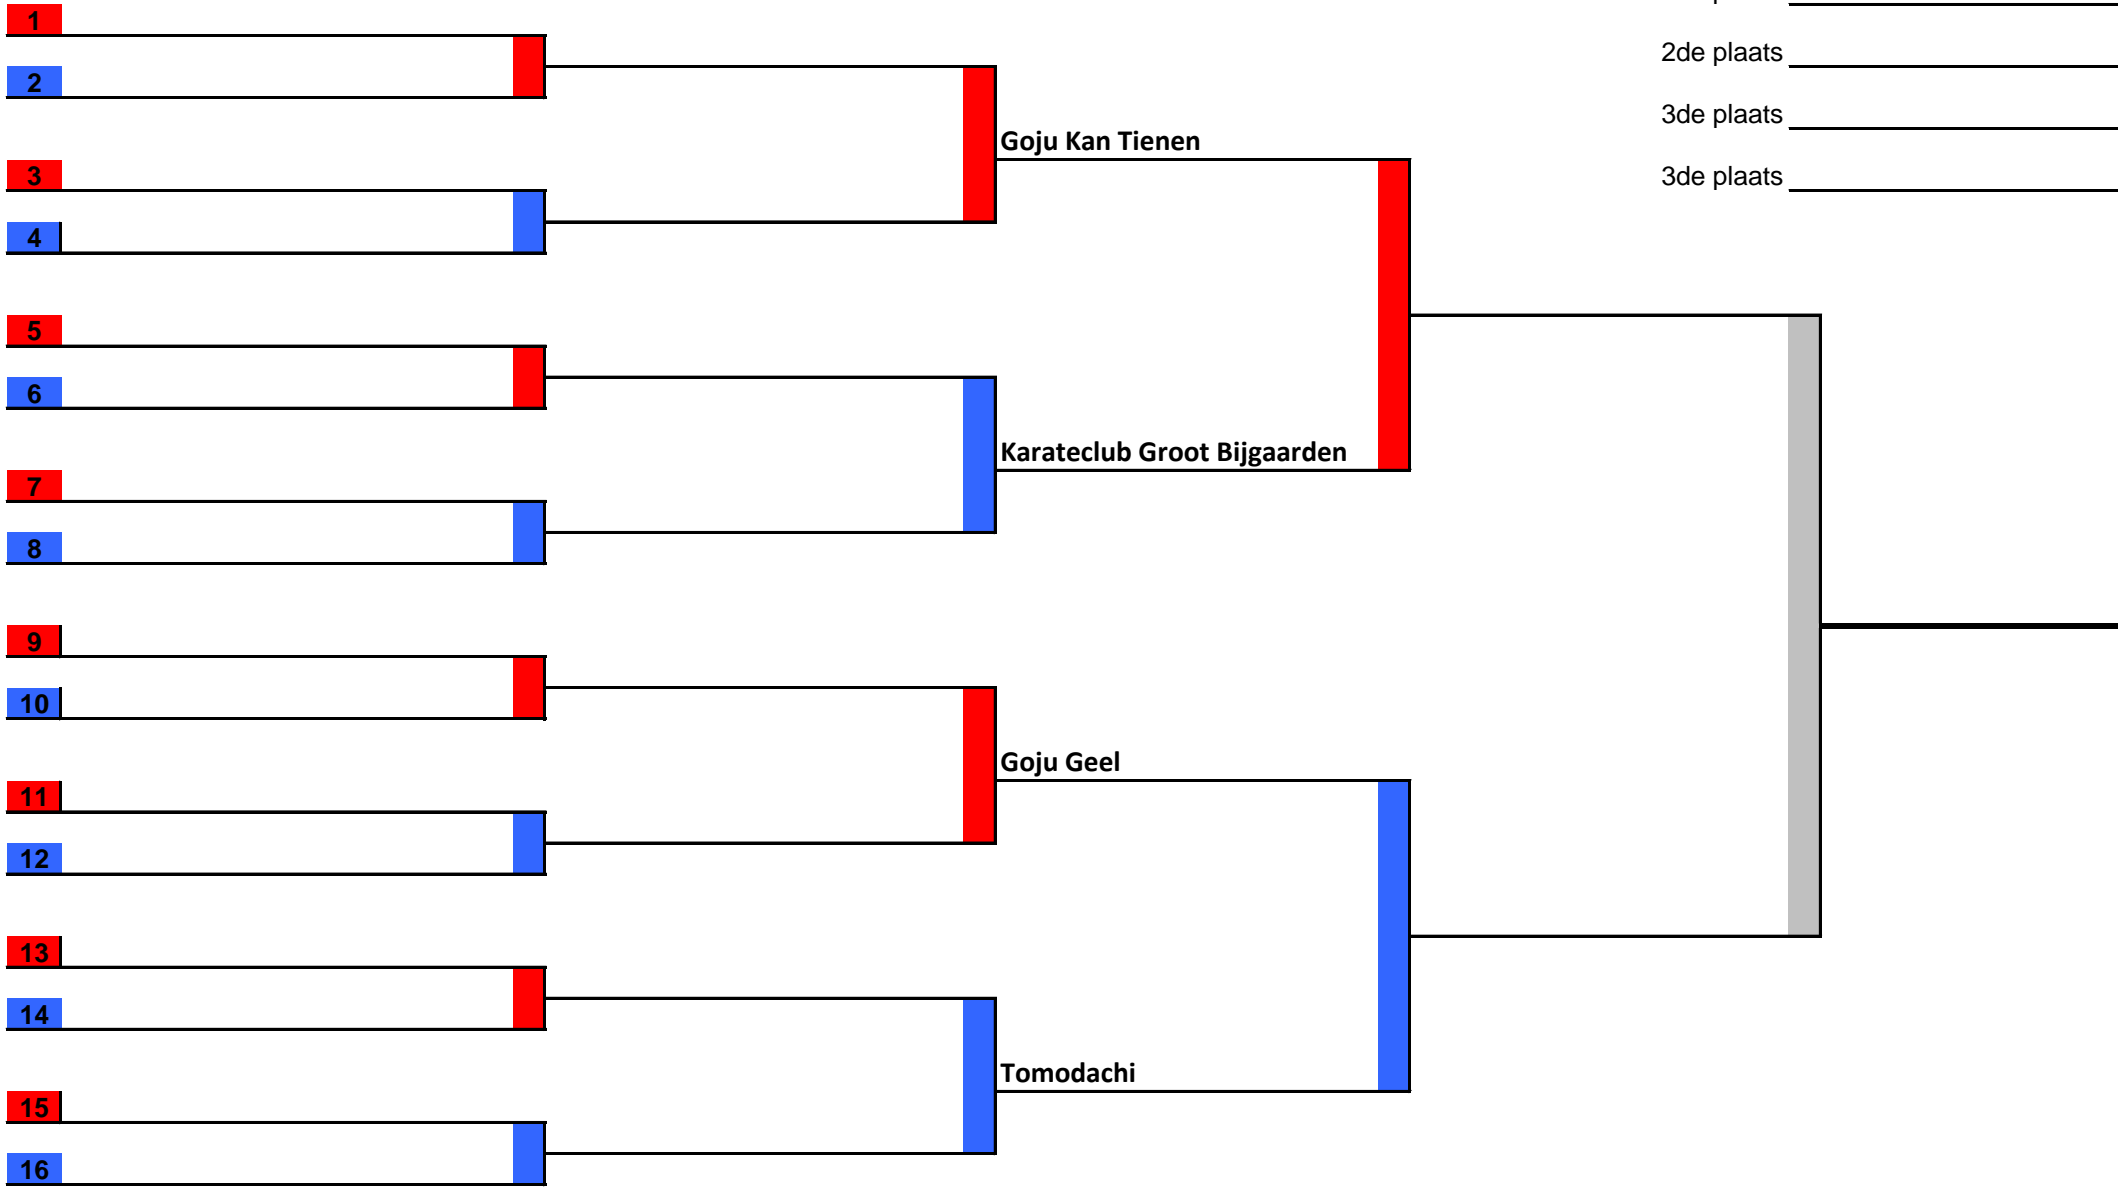 1
2de plaats
2
3de plaats
Goju Kan Tienen
3
3de plaats
4
5
6
Karateclub Groot Bijgaarden
7
8
9
10
Goju Geel
11
12
13
14
Tomodachi
15
16